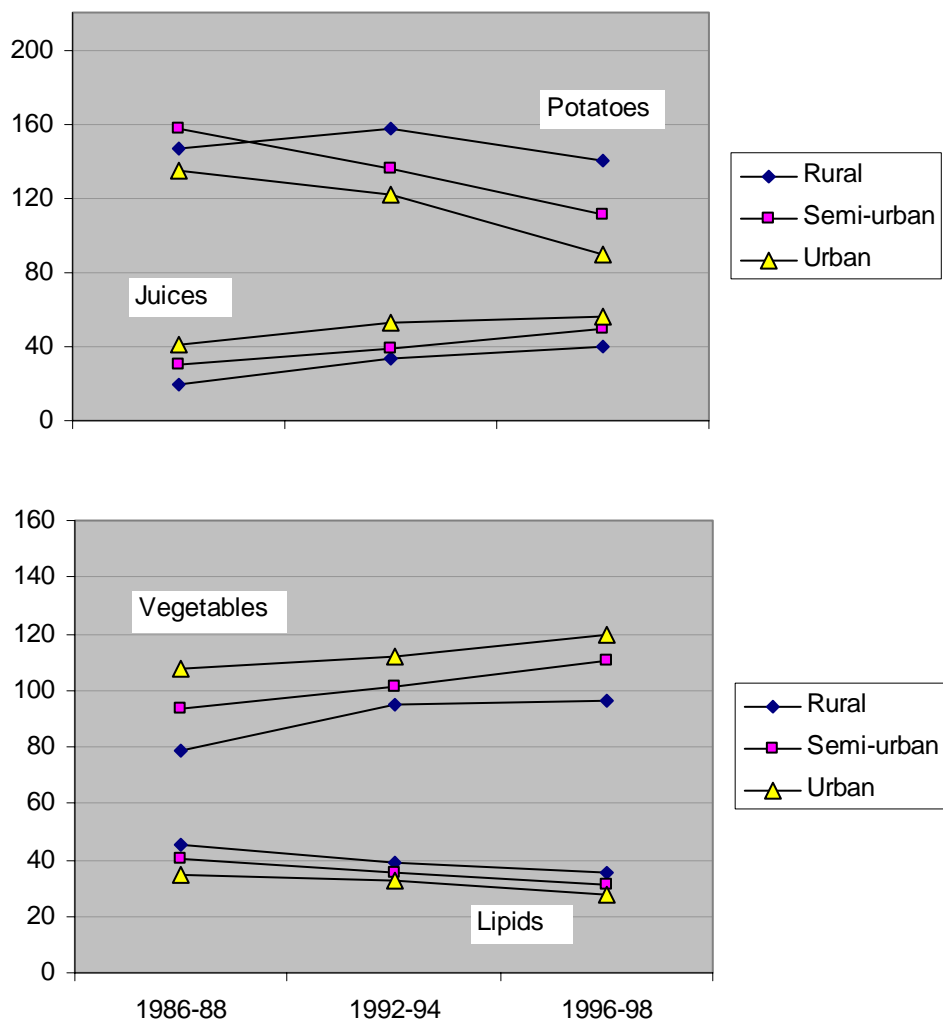 200
160
120
80
40
0
Potatoes
Juices
Rural
Semi-urban
Urban
160
140
120
100
80
60
40
20
0
Vegetables
Lipids
Rural
Semi-urban
Urban
1986-88
1992-94
1996-98